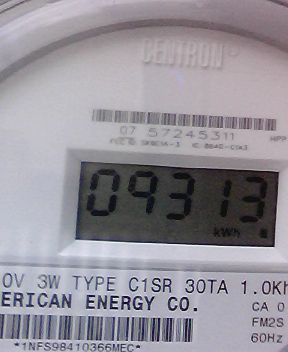 CENTRON®
07 57245311
09313
kWh
0V 3W TYPE C1SR 30TA 1.0Kh
ERICAN ENERGY CO.
CA 0
FM2S
60Hz
*1NFS98410366MEC*